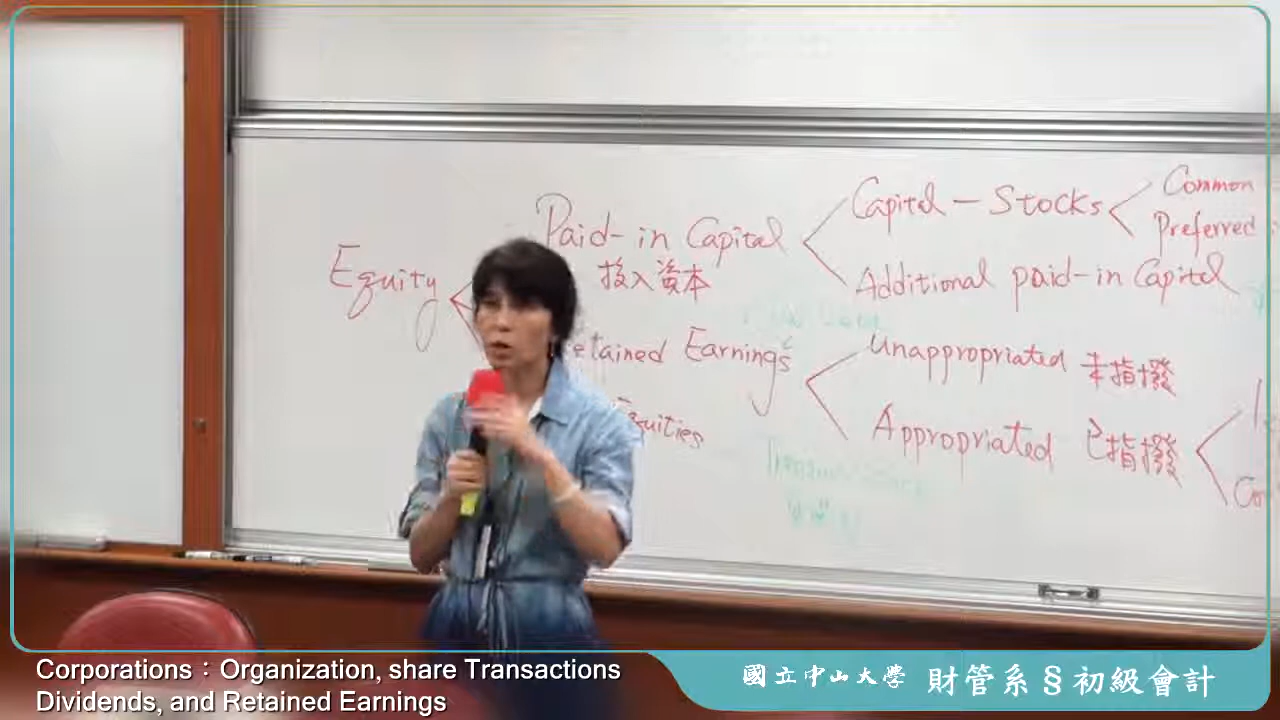 Capital - Stocks
Common
Preferred
Paid-in Capital
投入資本
Additional paid-in Capital
Equity
Retained Earnings
Unappropriated 未指撥
Appropriated 已指撥
Equities
Corporations：Organization, share Transactions
Dividends, and Retained Earnings
國立中山大學 財管系§初級會計